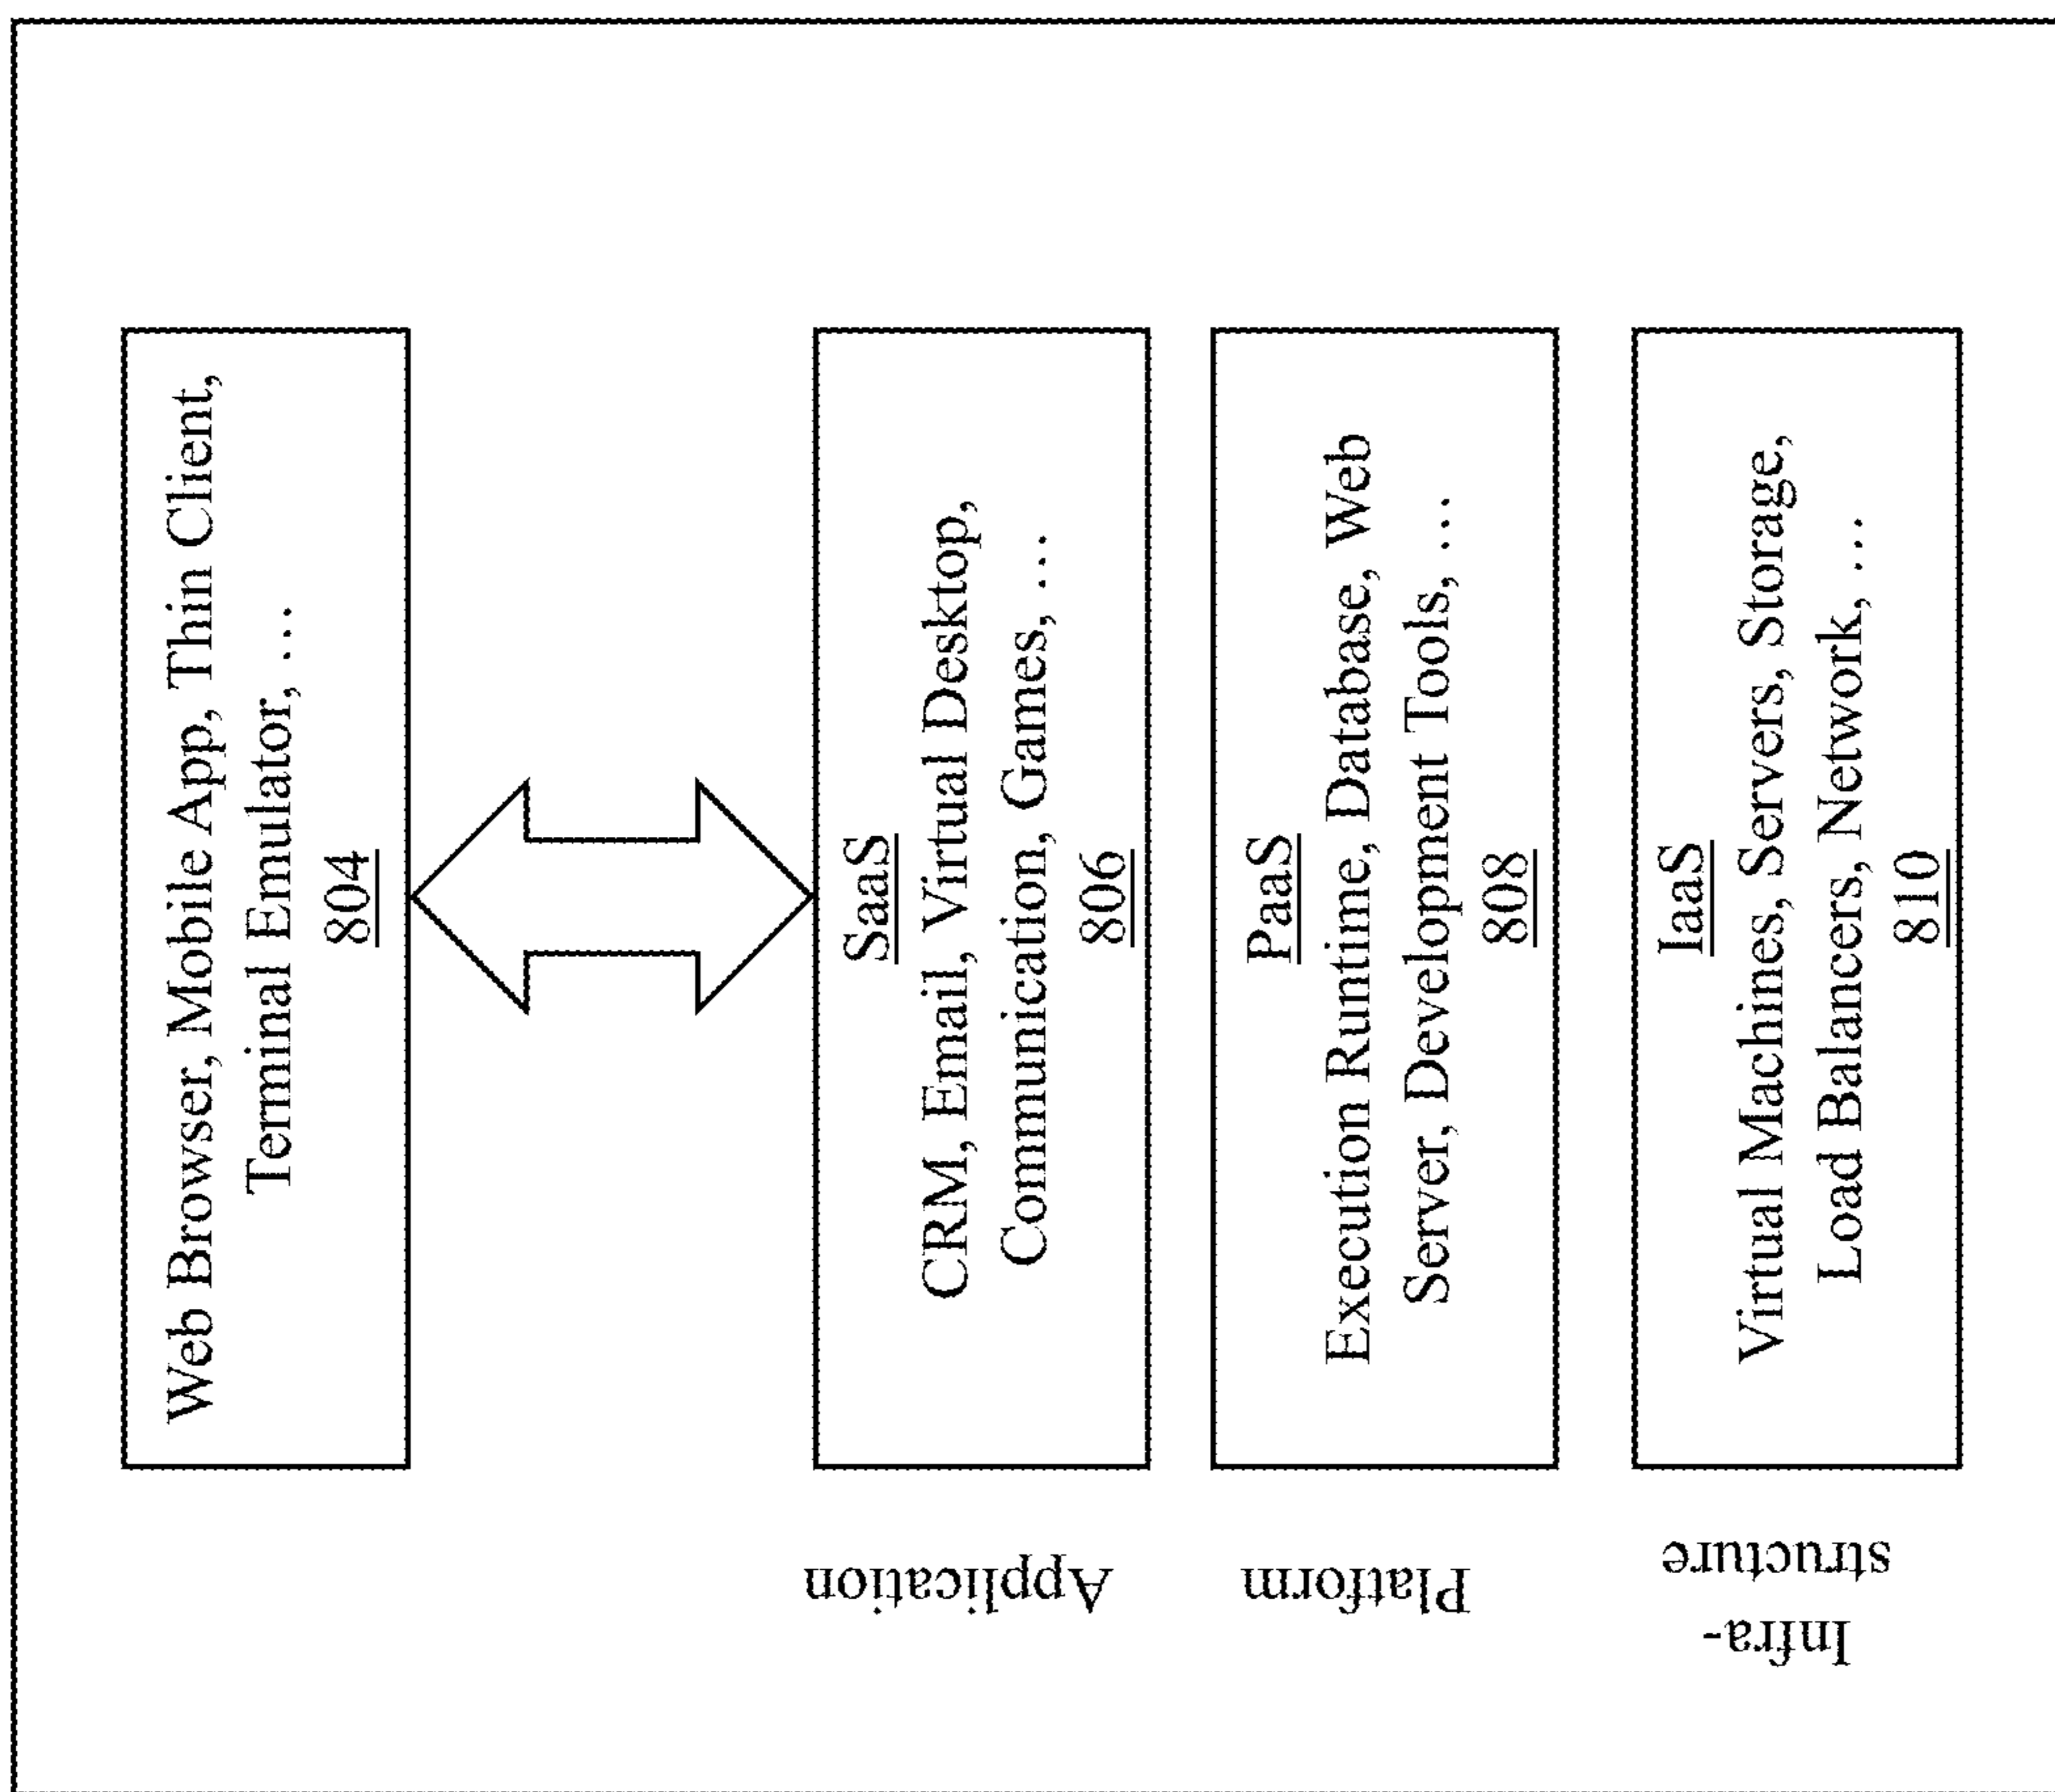 Web Browser, Mobile App, Thin Client,
Terminal Emulator, …
804
Application
SaaS
CRM, Email, Virtual Desktop,
Communication, Games, …
806
Platform
PaaS
Execution Runtime, Database, Web
Server, Development Tools, …
808
Infra-
structure
IaaS
Virtual Machines, Servers, Storage,
Load Balancers, Network, …
810